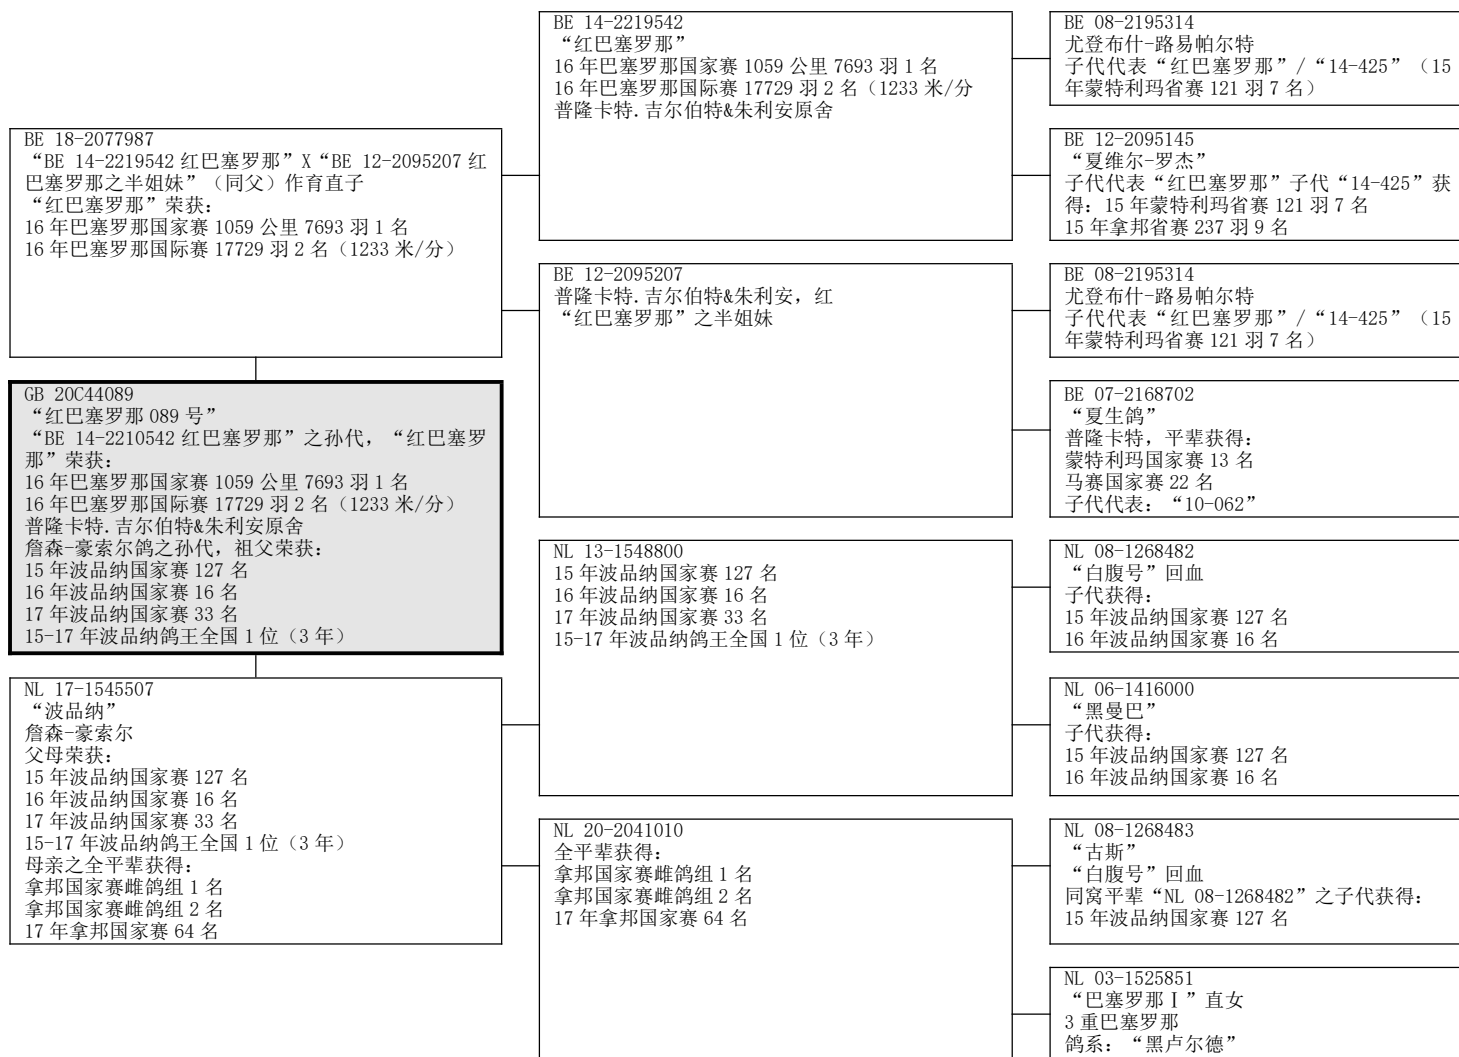 BE 18-2077987
“BE 14-2219542 红巴塞罗那”X“BE 12-2095207 红
巴塞罗那之半姐妹”（同父）作育直子
“红巴塞罗那”荣获：
16 年巴塞罗那国家赛 1059 公里 7693 羽 1 名
16 年巴塞罗那国际赛 17729 羽 2 名（1233 米/分）
GB 20C44089
“红巴塞罗那 089 号”
“BE 14-2210542 红巴塞罗那”之孙代，“红巴塞罗
那”荣获：
16 年巴塞罗那国家赛 1059 公里 7693 羽 1 名
16 年巴塞罗那国际赛 17729 羽 2 名（1233 米/分）
普隆卡特.吉尔伯特&朱利安原舍
詹森-豪索尔鸽之孙代，祖父荣获：
15 年波品纳国家赛 127 名
16 年波品纳国家赛 16 名
17 年波品纳国家赛 33 名
15-17 年波品纳鸽王全国 1 位（3 年）
NL 17-1545507
“波品纳”
詹森-豪索尔
父母荣获：
15 年波品纳国家赛 127 名
16 年波品纳国家赛 16 名
17 年波品纳国家赛 33 名
15-17 年波品纳鸽王全国 1 位（3 年）
母亲之全平辈获得：
拿邦国家赛雌鸽组 1 名
拿邦国家赛雌鸽组 2 名
17 年拿邦国家赛 64 名
BE 14-2219542
“红巴塞罗那”
16 年巴塞罗那国家赛 1059 公里 7693 羽 1 名
16 年巴塞罗那国际赛 17729 羽 2 名（1233 米/分
普隆卡特.吉尔伯特&朱利安原舍
BE 12-2095207
普隆卡特.吉尔伯特&朱利安，红
“红巴塞罗那”之半姐妹
NL 13-1548800
15 年波品纳国家赛 127 名
16 年波品纳国家赛 16 名
17 年波品纳国家赛 33 名
15-17 年波品纳鸽王全国 1 位（3 年）
NL 20-2041010
全平辈获得：
拿邦国家赛雌鸽组 1 名
拿邦国家赛雌鸽组 2 名
17 年拿邦国家赛 64 名
BE 08-2195314
尤登布什-路易帕尔特
子代代表“红巴塞罗那”/“14-425”（15
年蒙特利玛省赛 121 羽 7 名）
BE 12-2095145
“夏维尔-罗杰”
子代代表“红巴塞罗那”子代“14-425”获
得：15 年蒙特利玛省赛 121 羽 7 名
15 年拿邦省赛 237 羽 9 名
BE 08-2195314
尤登布什-路易帕尔特
子代代表“红巴塞罗那”/“14-425”（15
年蒙特利玛省赛 121 羽 7 名）
BE 07-2168702
“夏生鸽”
普隆卡特，平辈获得：
蒙特利玛国家赛 13 名
马赛国家赛 22 名
子代代表：“10-062”
NL 08-1268482
“白腹号”回血
子代获得：
15 年波品纳国家赛 127 名
16 年波品纳国家赛 16 名
NL 06-1416000
“黑曼巴”
子代获得：
15 年波品纳国家赛 127 名
16 年波品纳国家赛 16 名
NL 08-1268483
“古斯”
“白腹号”回血
同窝平辈“NL 08-1268482”之子代获得：
15 年波品纳国家赛 127 名
NL 03-1525851
“巴塞罗那Ⅰ”直女
3 重巴塞罗那
鸽系：“黑卢尔德”